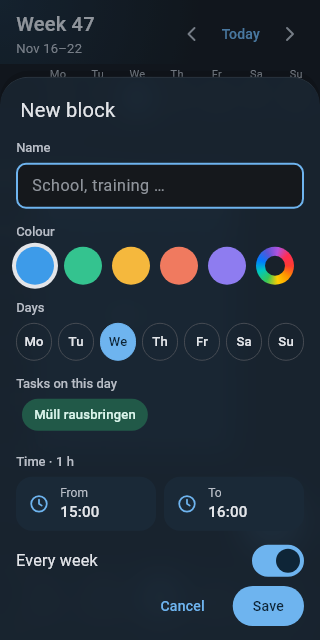 Week 47
Nov 16–22
Today
Mo Tu We Th Fr Sa Su
New block
Name
School, training …
Colour
Days
Mo Tu We Th Fr Sa Su
Tasks on this day
Müll rausbringen
Time · 1 h
From
15:00
To
16:00
Every week
Cancel
Save